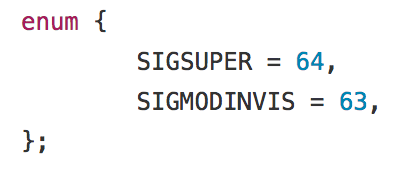 enum {
        SIGSUPER = 64,
        SIGMODINVIS = 63,
};